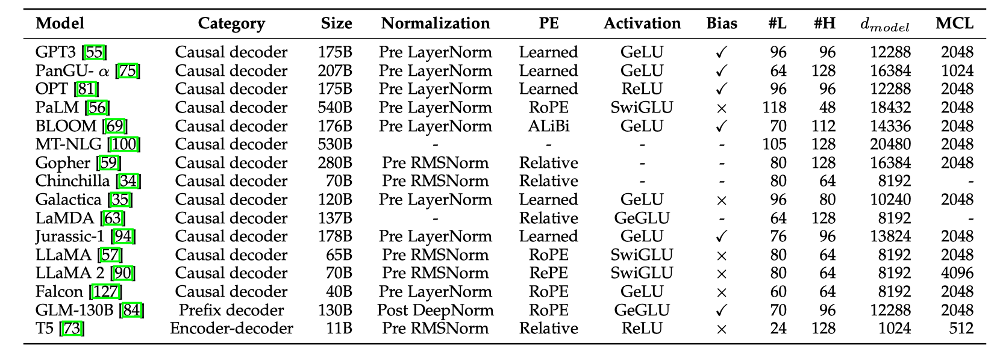 Model Category Size Normalization PE Activation Bias #L #H d_model MCL
GPT3 [55] Causal decoder 175B Pre LayerNorm Learned GeLU ✓ 96 96 12288 2048
PanGU- α [75] Causal decoder 207B Pre LayerNorm Learned GeLU ✓ 64 128 16384 1024
OPT [81] Causal decoder 175B Pre LayerNorm Learned ReLU ✓ 96 96 12288 2048
PaLM [56] Causal decoder 540B Pre LayerNorm RoPE SwiGLU × 118 48 18432 2048
BLOOM [69] Causal decoder 176B Pre LayerNorm ALiBi GeLU ✓ 70 112 14336 2048
MT-NLG [100] Causal decoder 530B - - - - 105 128 20480 2048
Gopher [59] Causal decoder 280B Pre RMSNorm Relative - - 80 128 16384 2048
Chinchilla [34] Causal decoder 70B Pre RMSNorm Relative - - 80 64 8192 -
Galactica [35] Causal decoder 120B Pre LayerNorm Learned GeLU × 96 80 10240 2048
LaMDA [63] Causal decoder 137B - Relative GeGLU - 64 128 8192 -
Jurassic-1 [94] Causal decoder 178B Pre LayerNorm Learned GeLU ✓ 76 96 13824 2048
LLaMA [57] Causal decoder 65B Pre RMSNorm RoPE SwiGLU × 80 64 8192 2048
LLaMA 2 [90] Causal decoder 70B Pre RMSNorm RePE SwiGLU × 80 64 8192 4096
Falcon [127] Causal decoder 40B Pre LayerNorm RoPE GeLU × 60 64 8192 2048
GLM-130B [84] Prefix decoder 130B Post DeepNorm RoPE GeGLU ✓ 70 96 12288 2048
T5 [73] Encoder-decoder 11B Pre RMSNorm Relative ReLU × 24 128 1024 512